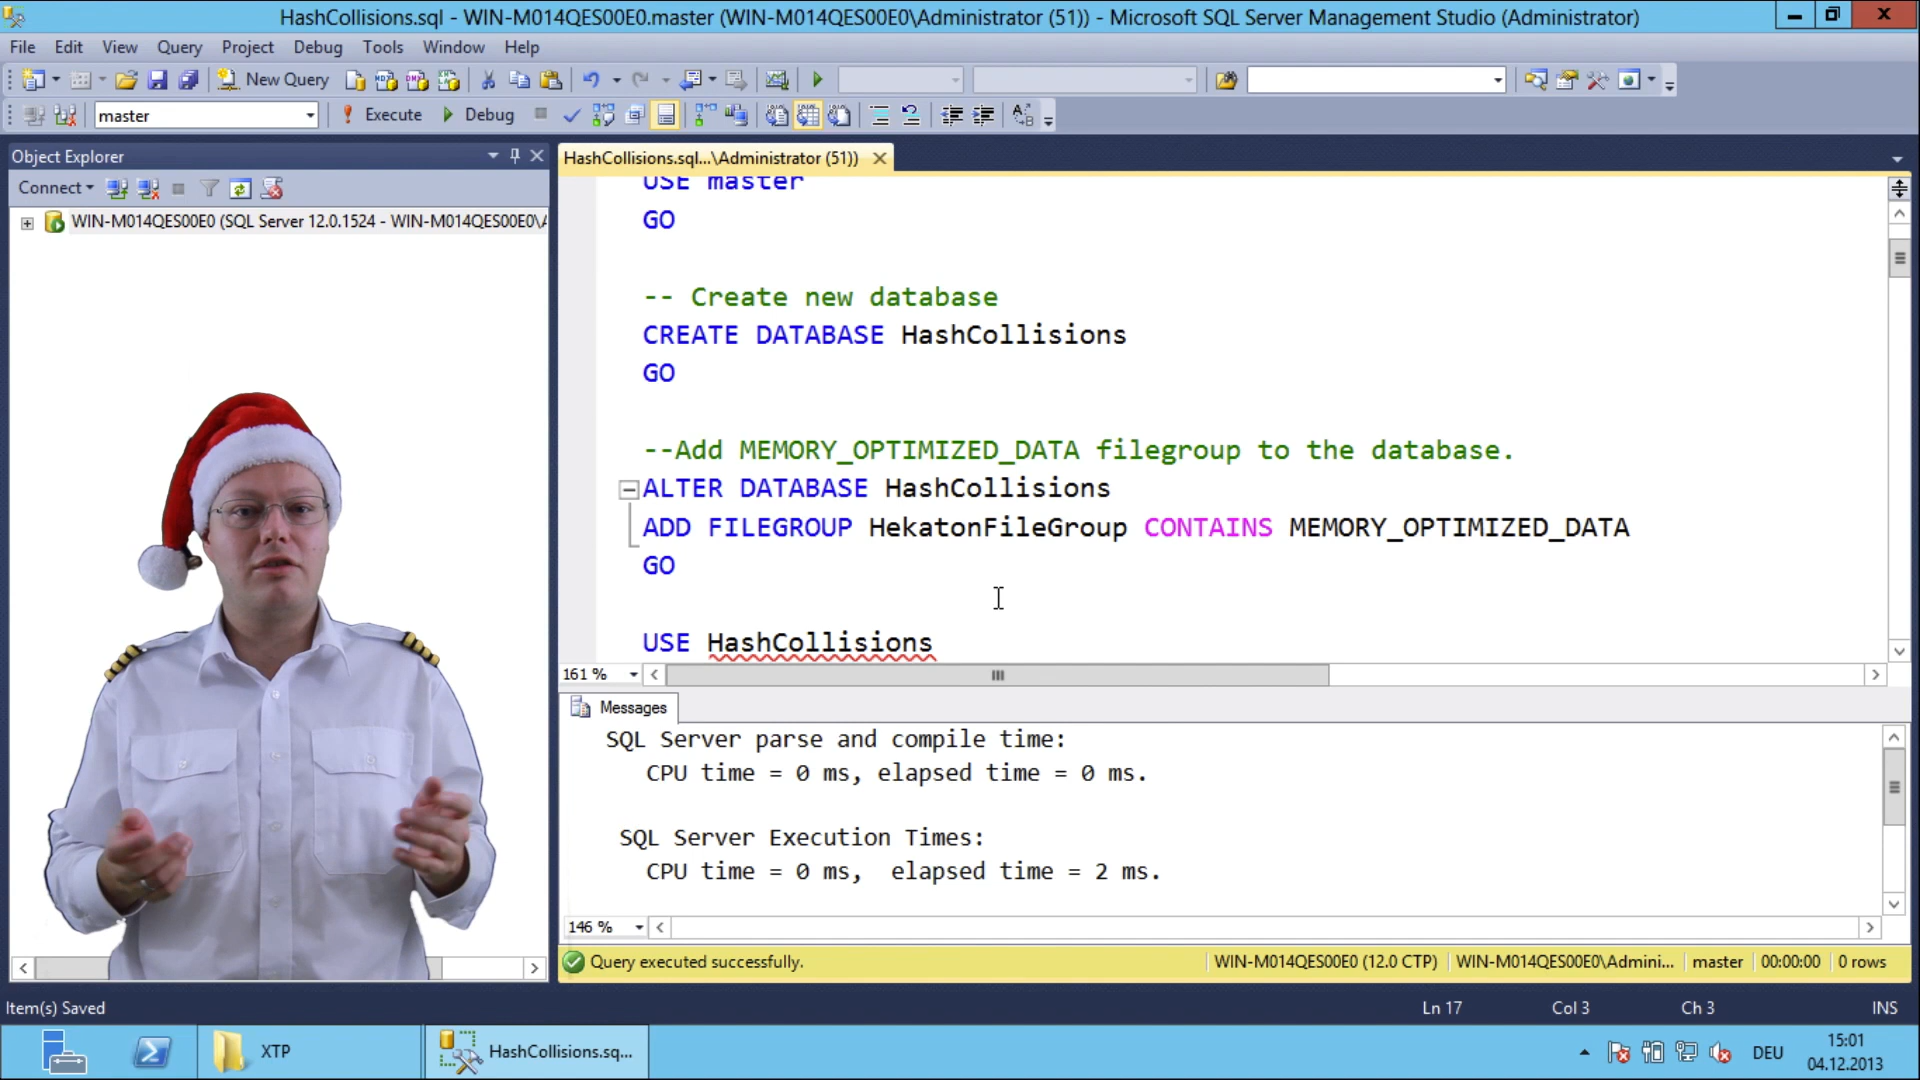 HashCollisions.sql - WIN-M014QES00E0.master (WIN-M014QES00E0\Administrator (51)) - Microsoft SQL Server Management Studio (Administrator)
File Edit View Query Project Debug Tools Window Help
New Query
master Execute Debug
Object Explorer
Connect
WIN-M014QES00E0 (SQL Server 12.0.1524 - WIN-M014QES00E0\A
HashCollisions.sql...\Administrator (51))
USE master
GO
-- Create new database
CREATE DATABASE HashCollisions
GO
--Add MEMORY_OPTIMIZED_DATA filegroup to the database.
ALTER DATABASE HashCollisions
ADD FILEGROUP HekatonFileGroup CONTAINS MEMORY_OPTIMIZED_DATA
GO
USE HashCollisions
161 %
Messages
SQL Server parse and compile time:
CPU time = 0 ms, elapsed time = 0 ms.
SQL Server Execution Times:
CPU time = 0 ms, elapsed time = 2 ms.
146 %
Query executed successfully. WIN-M014QES00E0 (12.0 CTP) WIN-M014QES00E0\Admini... master 00:00:00 0 rows
Item(s) Saved Ln 17 Col 3 Ch 3 INS
XTP HashCollisions.sq... DEU 15:01
04.12.2013